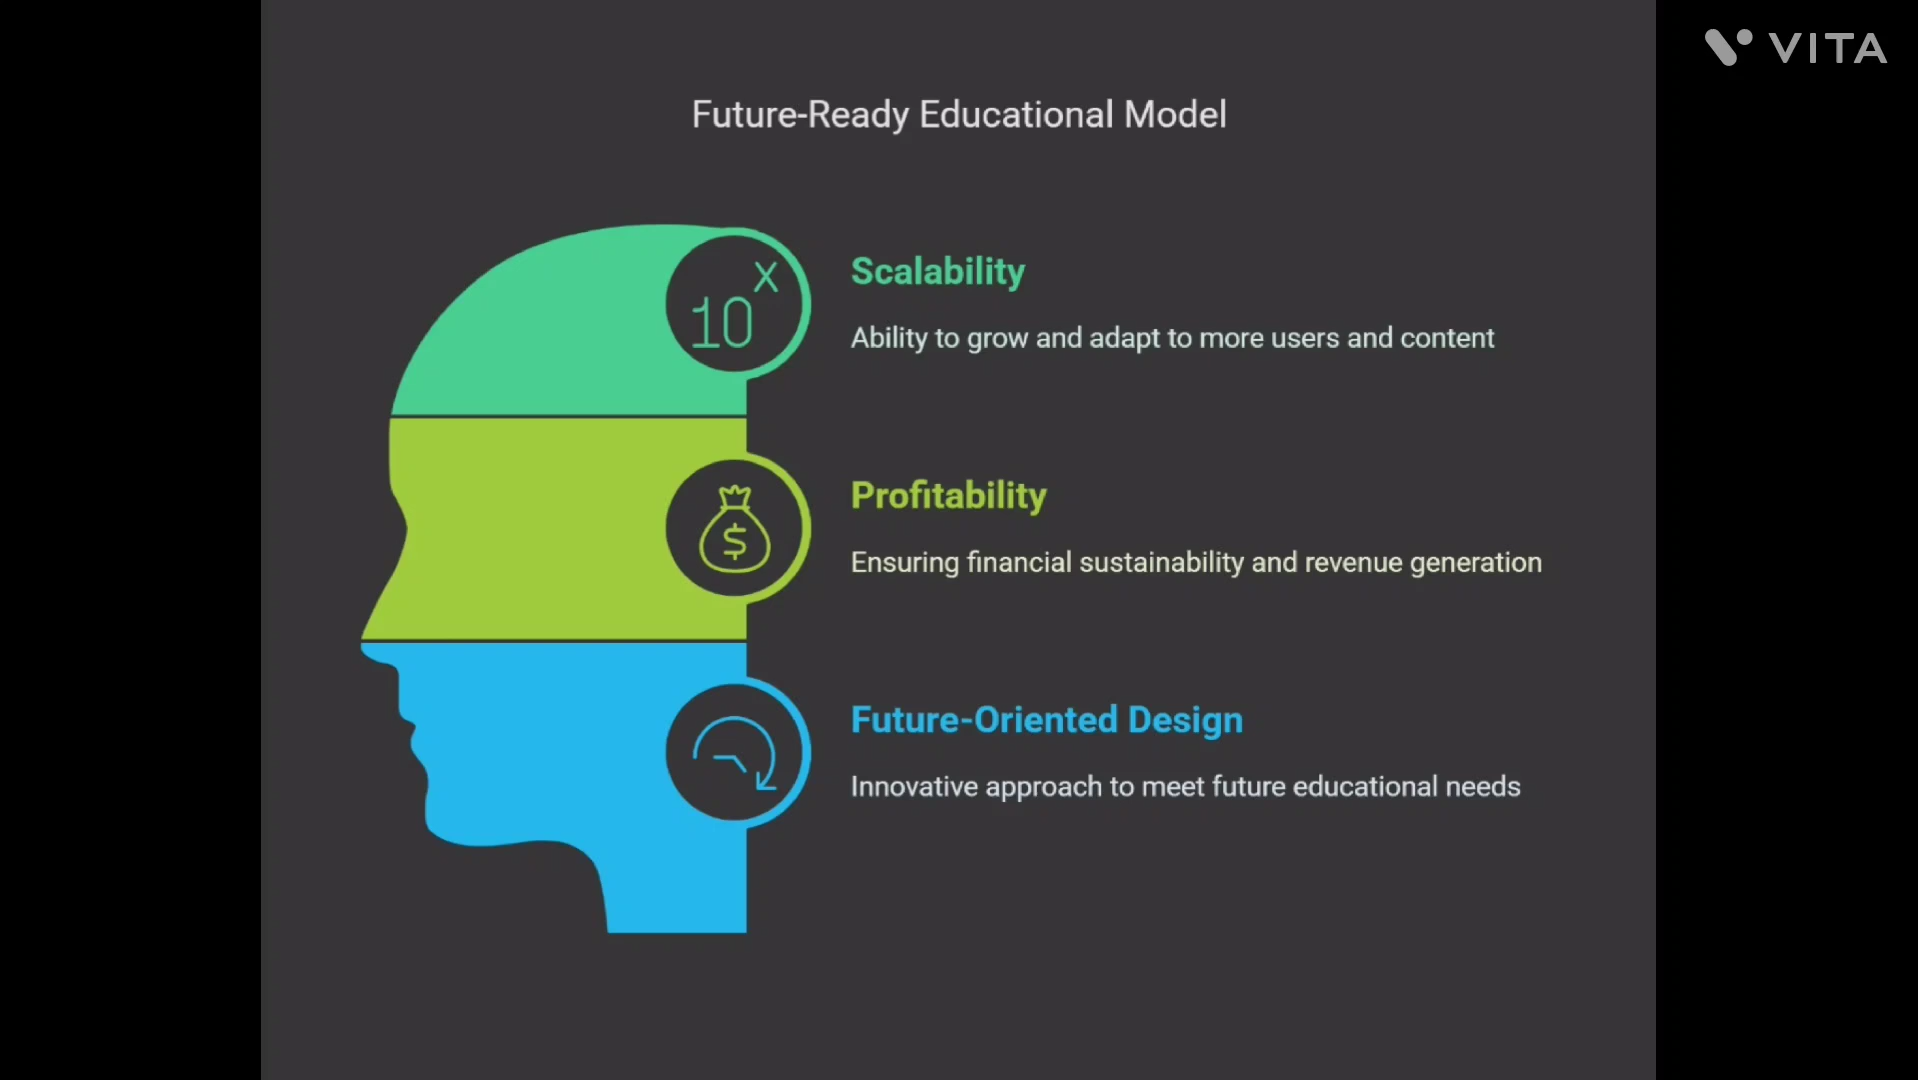 VITA
Future-Ready Educational Model
10^X
Scalability
Ability to grow and adapt to more users and content
$
Profitability
Ensuring financial sustainability and revenue generation
Future-Oriented Design
Innovative approach to meet future educational needs